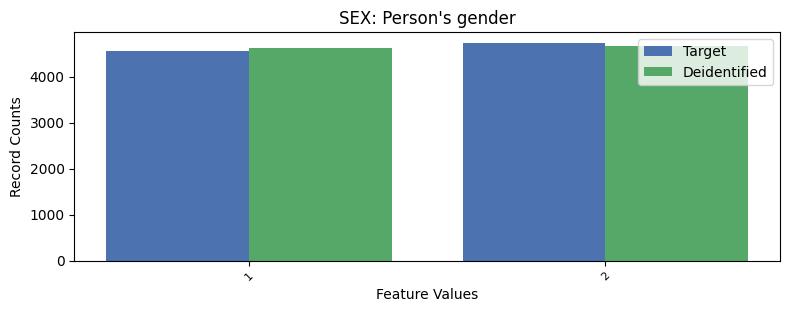 SEX: Person's gender
Target
Deidentified
Record Counts
4000
3000
2000
1000
0
1
2
Feature Values